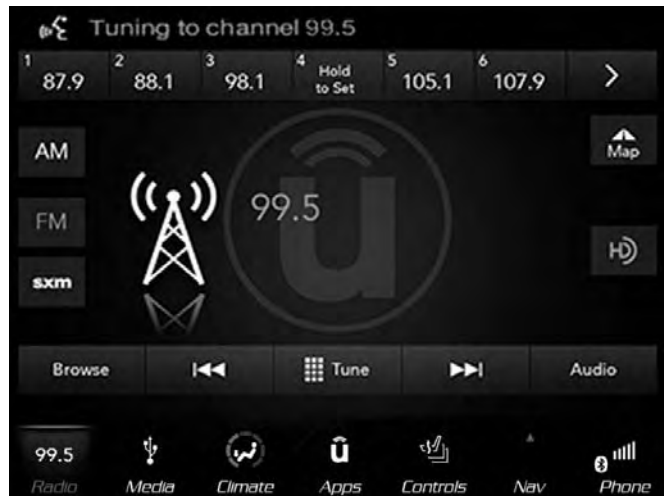 Tuning to channel 99.5
1 87.9 2 88.1 3 98.1 4 Hold to Set 5 105.1 6 107.9
AM
Map
99.5
FM
HD
sxm
û
Browse Tune Audio
99.5 û
Radio Media Climate Apps Controls Nav Phone